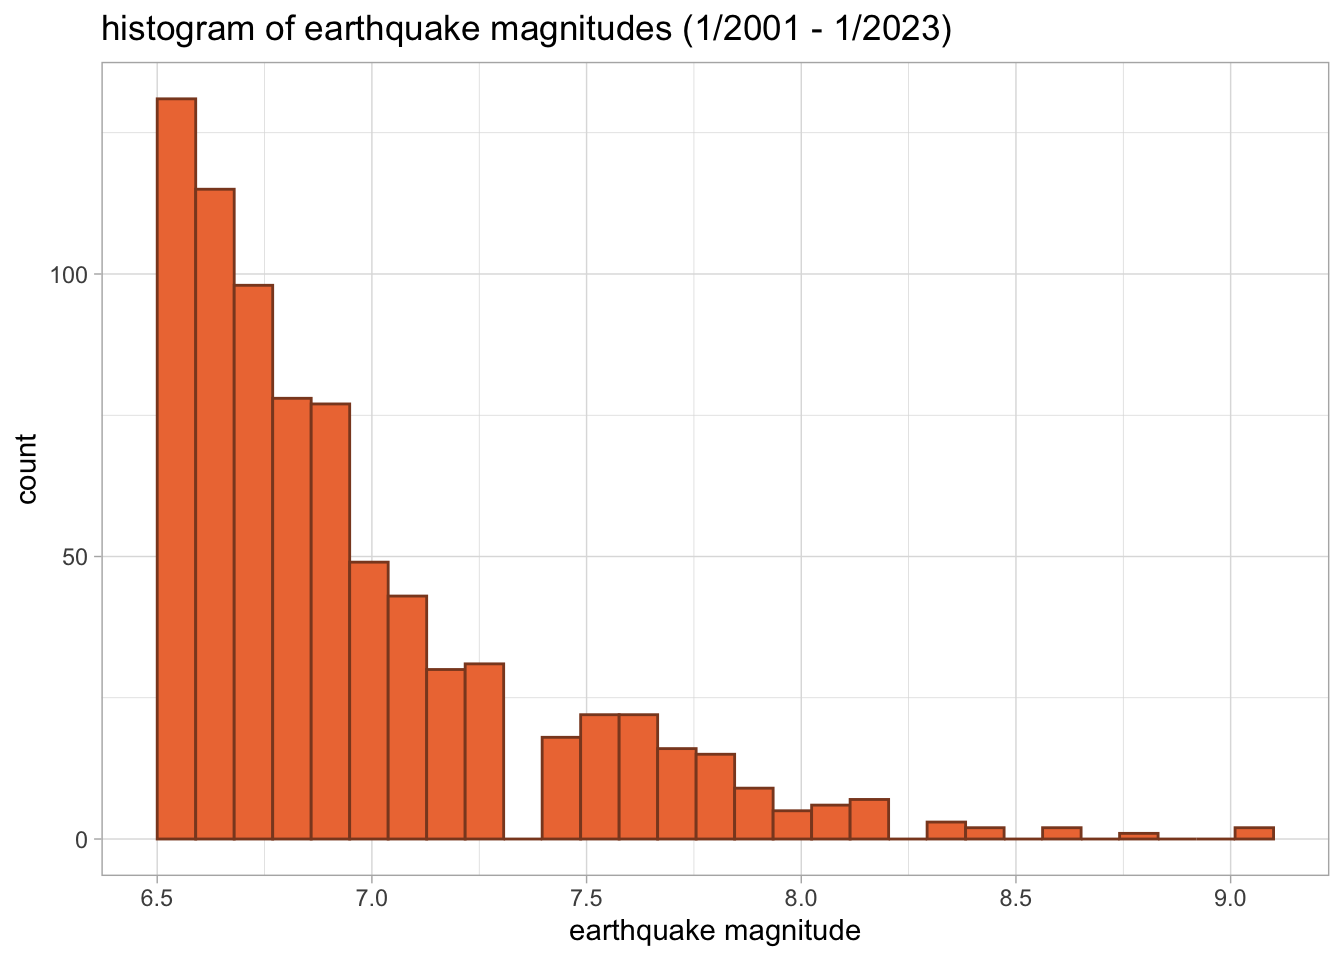 histogram of earthquake magnitudes (1/2001 - 1/2023)
count
100
50
0
6.5 7.0 7.5 8.0 8.5 9.0
earthquake magnitude